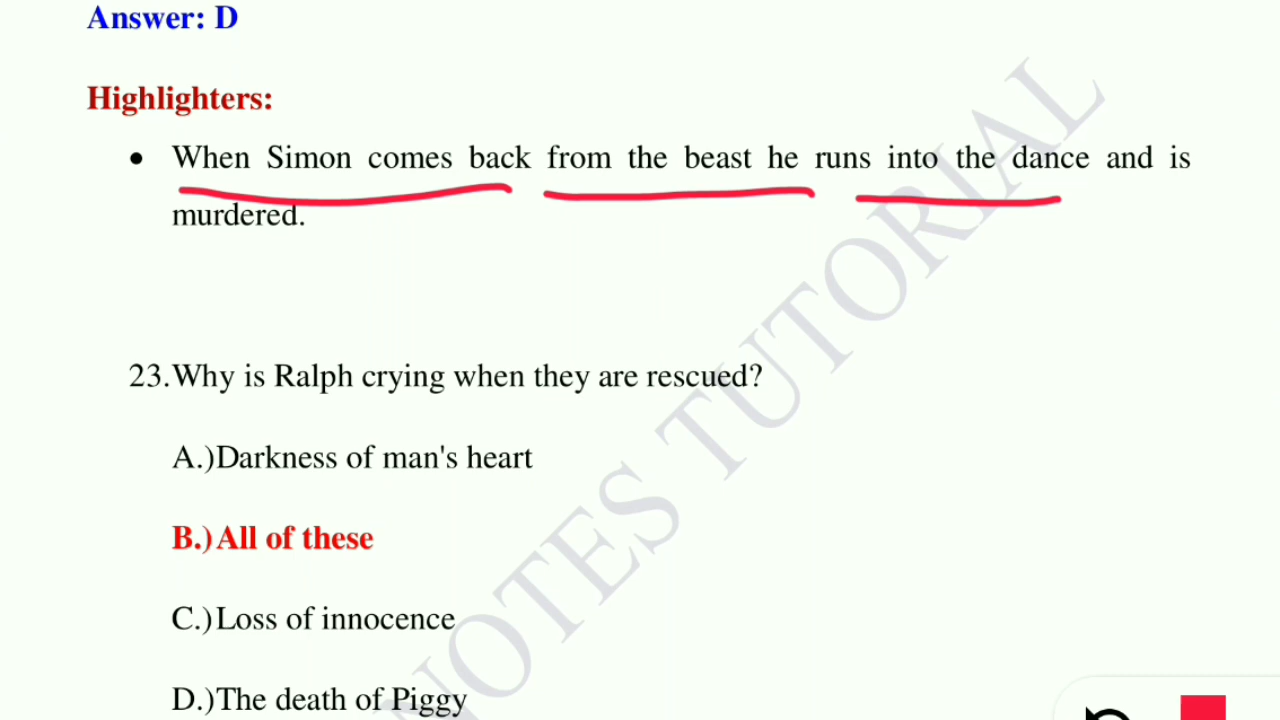 Answer: D
Highlighters:
• When Simon comes back from the beast he runs into the dance and is
murdered.
23.Why is Ralph crying when they are rescued?
A.)Darkness of man's heart
B.)All of these
C.)Loss of innocence
D.)The death of Piggy
NOTES TUTORIAL